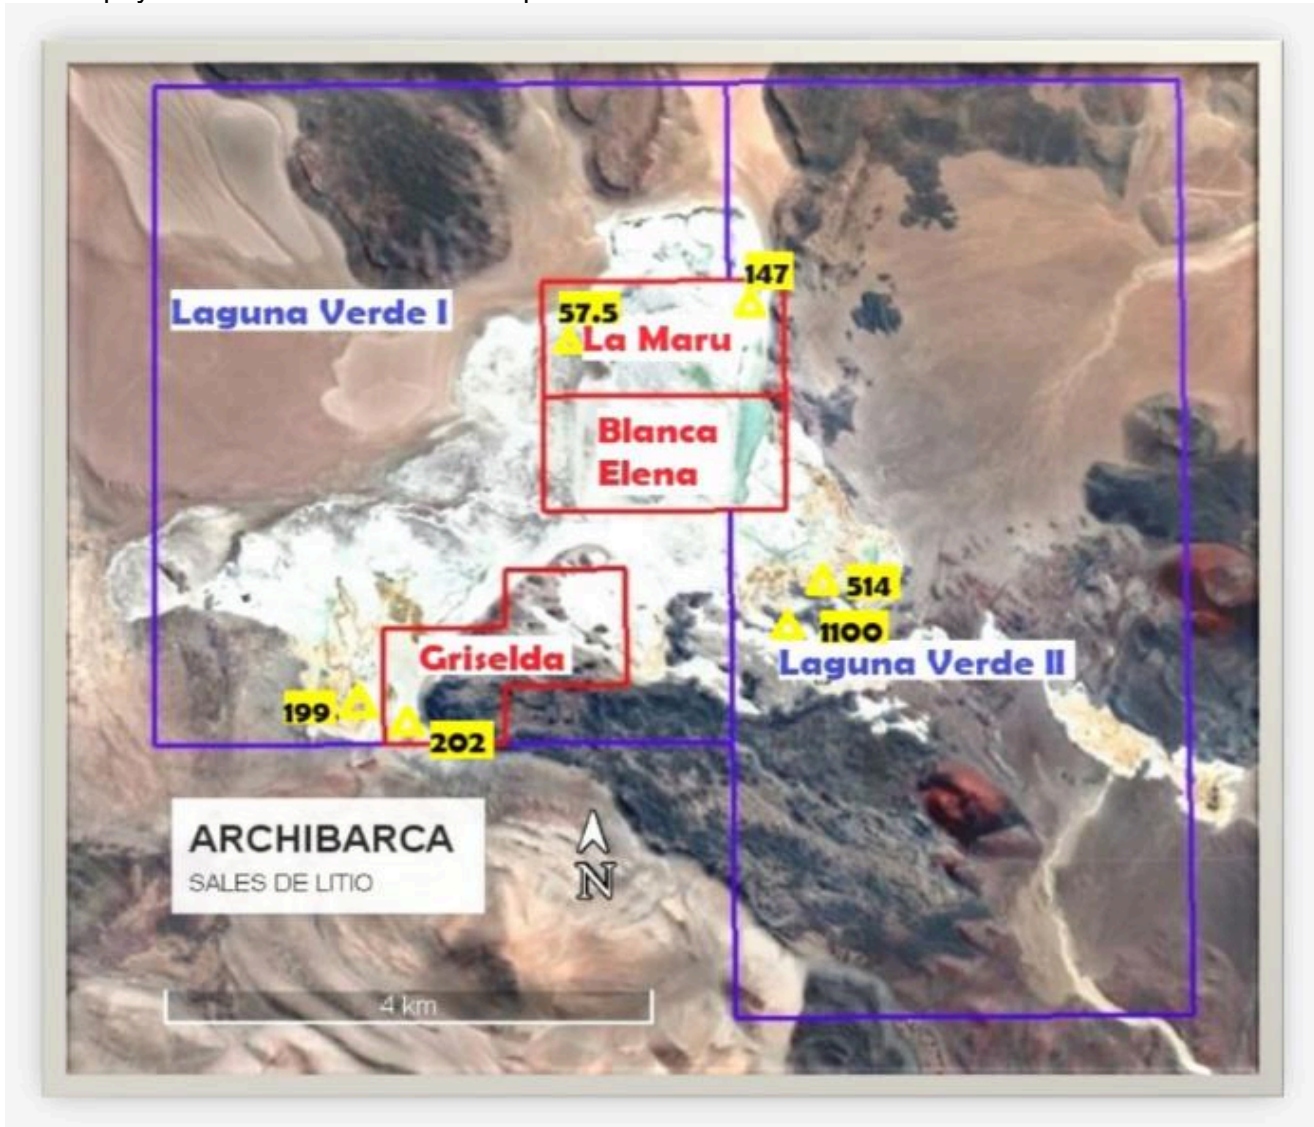 147
57.5
Laguna Verde I
La Maru
Blanca
Elena
514
1100
Griselda
Laguna Verde II
199
202
ARCHIBARCA
SALES DE LITIO
N
4 km